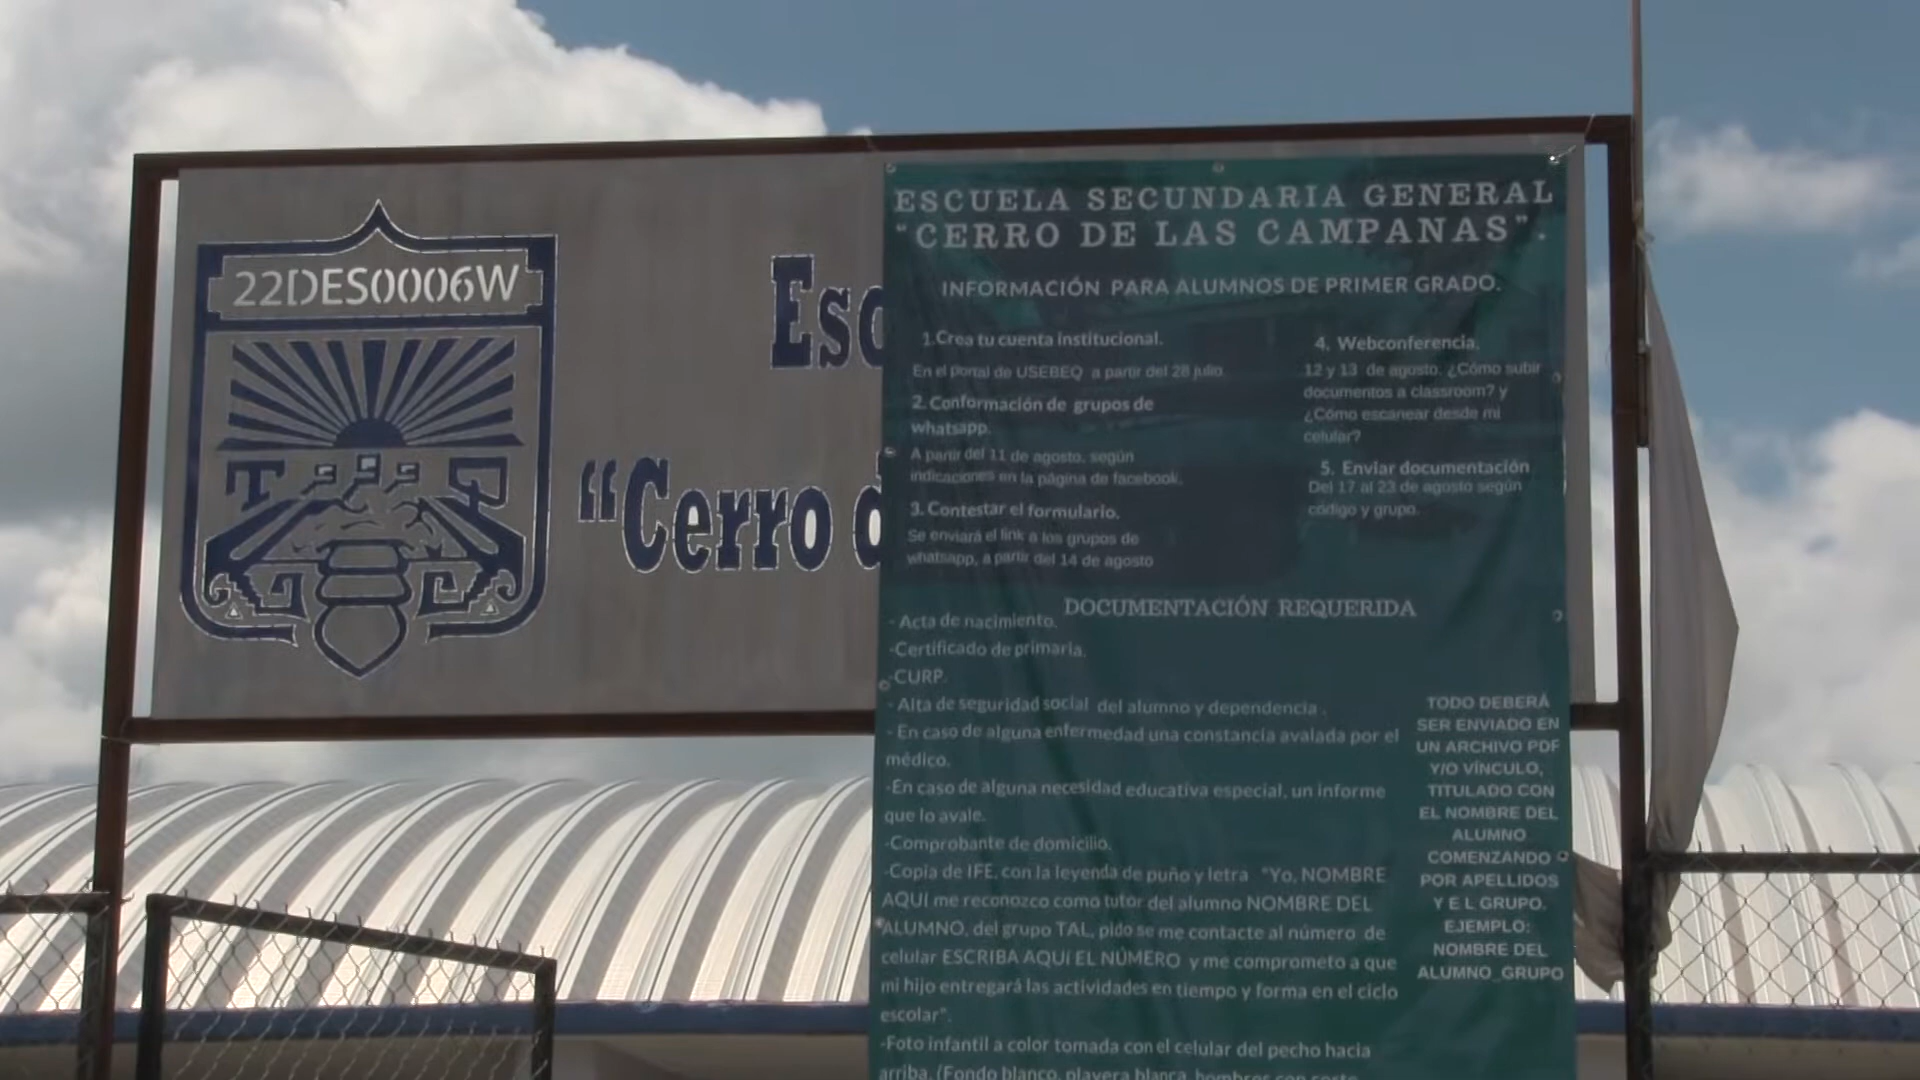 22DES0006W
Esc
“Cerro d
ESCUELA SECUNDARIA GENERAL
“CERRO DE LAS CAMPANAS”.
INFORMACIÓN PARA ALUMNOS DE PRIMER GRADO.
1.Crea tu cuenta institucional.
En el portal de USEBEQ a partir del 28 julio.
2. Conformación de grupos de
whatsapp.
A partir del 11 de agosto, según
indicaciones en la página de facebook.
3. Contestar el formulario.
Se enviará el link a los grupos de
whatsapp, a partir del 14 de agosto
4. Webconferencia.
12 y 13 de agosto. ¿Cómo subir
documentos a classroom? y
¿Cómo escanear desde mi
celular?
5. Enviar documentación
Del 17 al 23 de agosto según
código y grupo.
DOCUMENTACIÓN REQUERIDA
- Acta de nacimiento.
-Certificado de primaria.
-CURP.
- Alta de seguridad social del alumno y dependencia .
- En caso de alguna enfermedad una constancia avalada por el
médico.
-En caso de alguna necesidad educativa especial, un informe
que lo avale.
-Comprobante de domicilio.
-Copia de IFE, con la leyenda de puño y letra "Yo, NOMBRE
AQUÍ me reconozco como tutor del alumno NOMBRE DEL
ALUMNO, del grupo TAL, pido se me contacte al número de
celular ESCRIBA AQUÍ EL NÚMERO y me comprometo a que
mi hijo entregará las actividades en tiempo y forma en el ciclo
escolar".
-Foto infantil a color tomada con el celular del pecho hacia
arriba. (Fondo blanco, playera blanca, hombres con corte
TODO DEBERÁ
SER ENVIADO EN
UN ARCHIVO PDF
Y/O VÍNCULO,
TITULADO CON
EL NOMBRE DEL
ALUMNO
COMENZANDO
POR APELLIDOS
Y E L GRUPO.
EJEMPLO:
NOMBRE DEL
ALUMNO_GRUPO